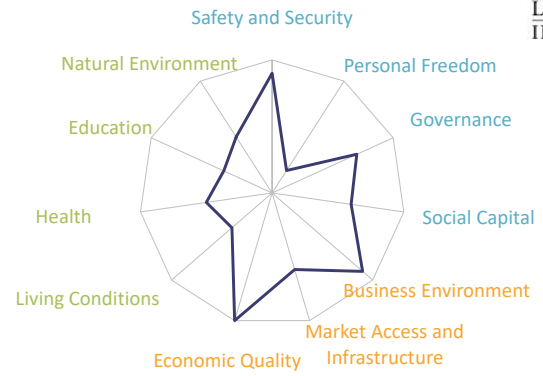 Safety and Security
Natural Environment
Personal Freedom
Education
Governance
Health
Social Capital
Living Conditions
Business Environment
Market Access and
Infrastructure
Economic Quality